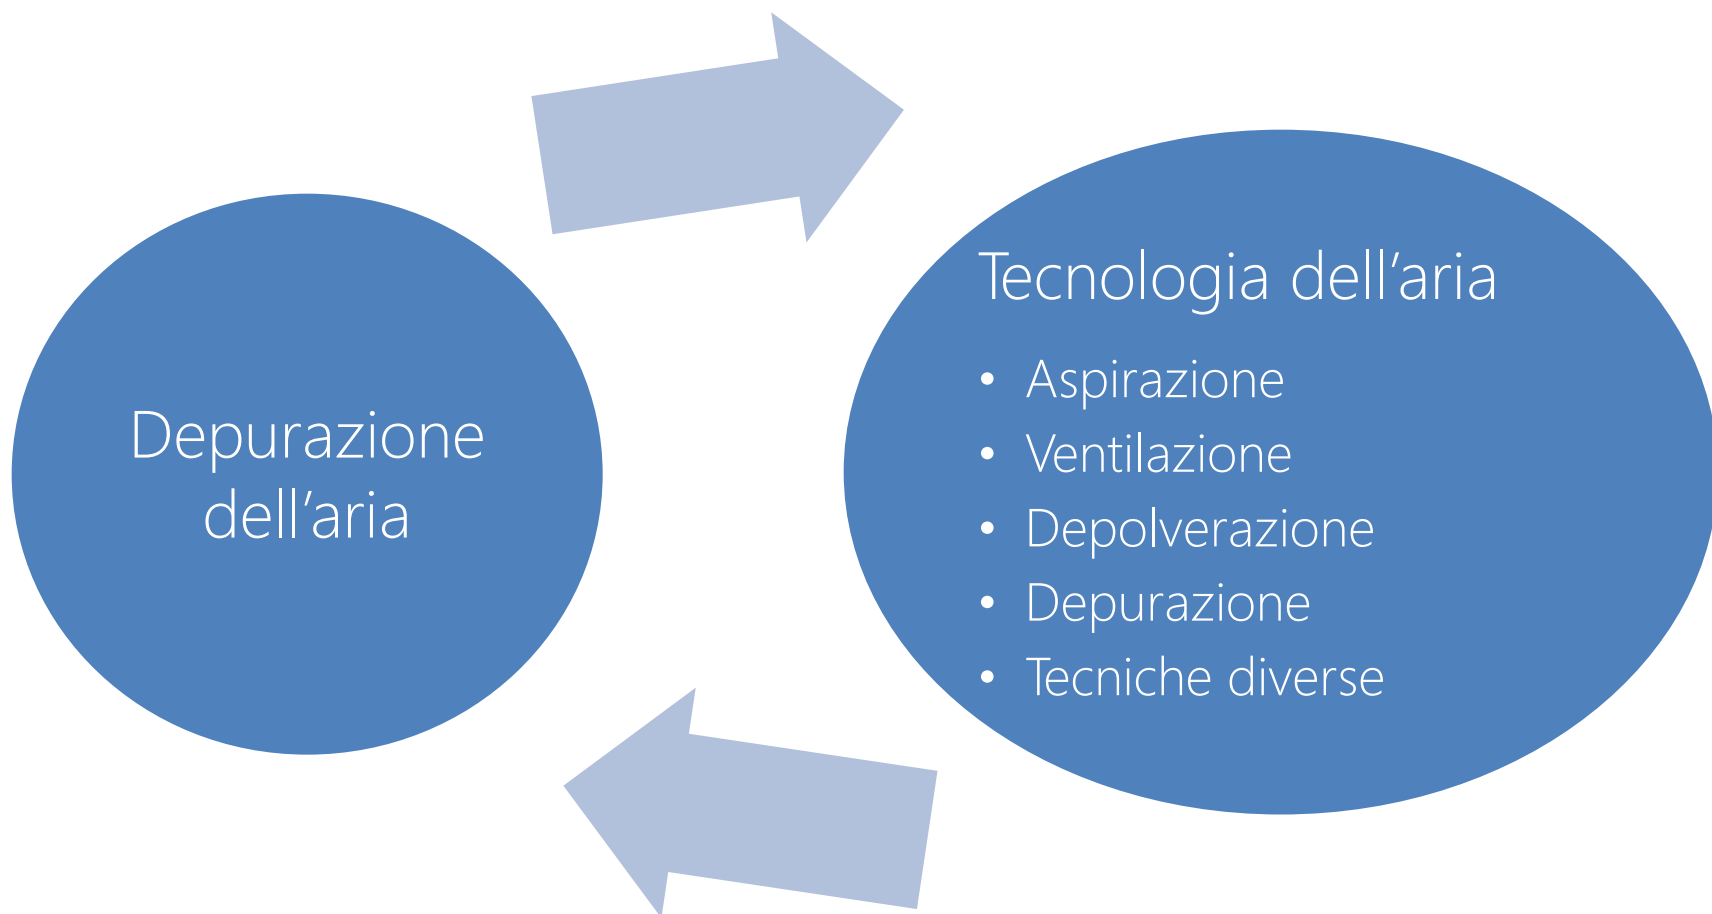 Depurazione
dell’aria
Tecnologia dell’aria
• Aspirazione
• Ventilazione
• Depolverazione
• Depurazione
• Tecniche diverse